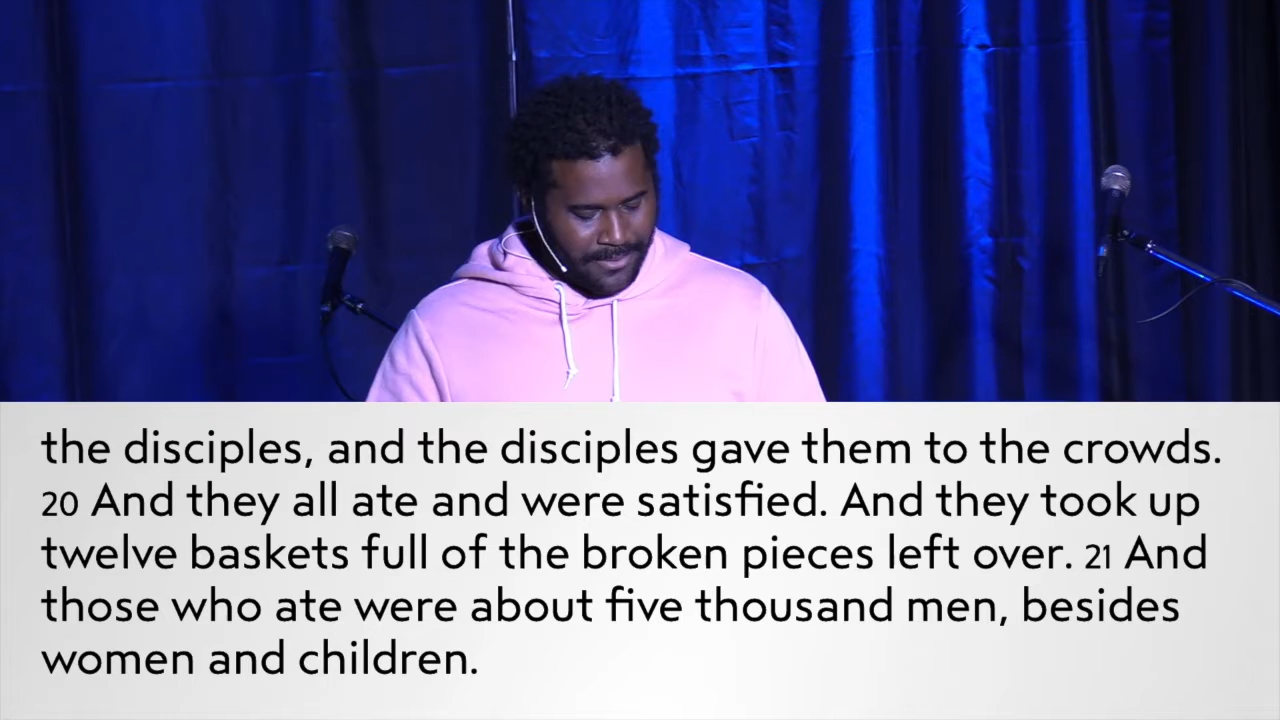 the disciples, and the disciples gave them to the crowds.
20 And they all ate and were satisfied. And they took up
twelve baskets full of the broken pieces left over. 21 And
those who ate were about five thousand men, besides
women and children.